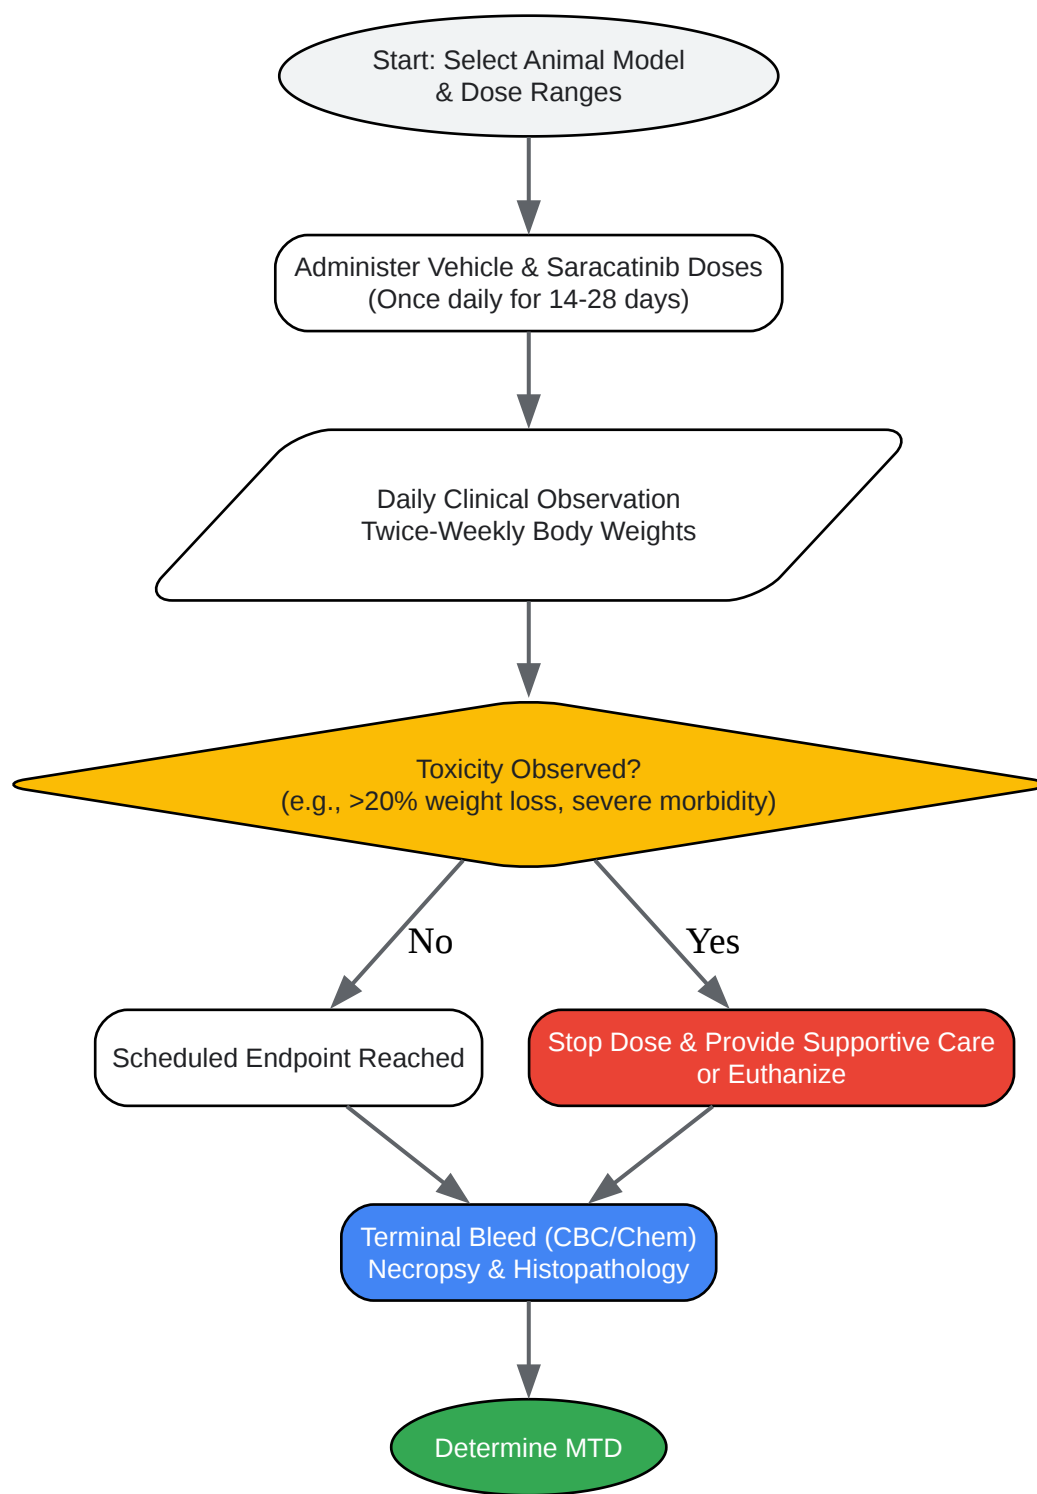 Start: Select Animal Model
& Dose Ranges
Administer Vehicle & Saracatinib Doses
(Once daily for 14-28 days)
Daily Clinical Observation
Twice-Weekly Body Weights
Toxicity Observed?
(e.g., >20% weight loss, severe morbidity)
No
Yes
Scheduled Endpoint Reached
Stop Dose & Provide Supportive Care
or Euthanize
Terminal Bleed (CBC/Chem)
Necropsy & Histopathology
Determine MTD